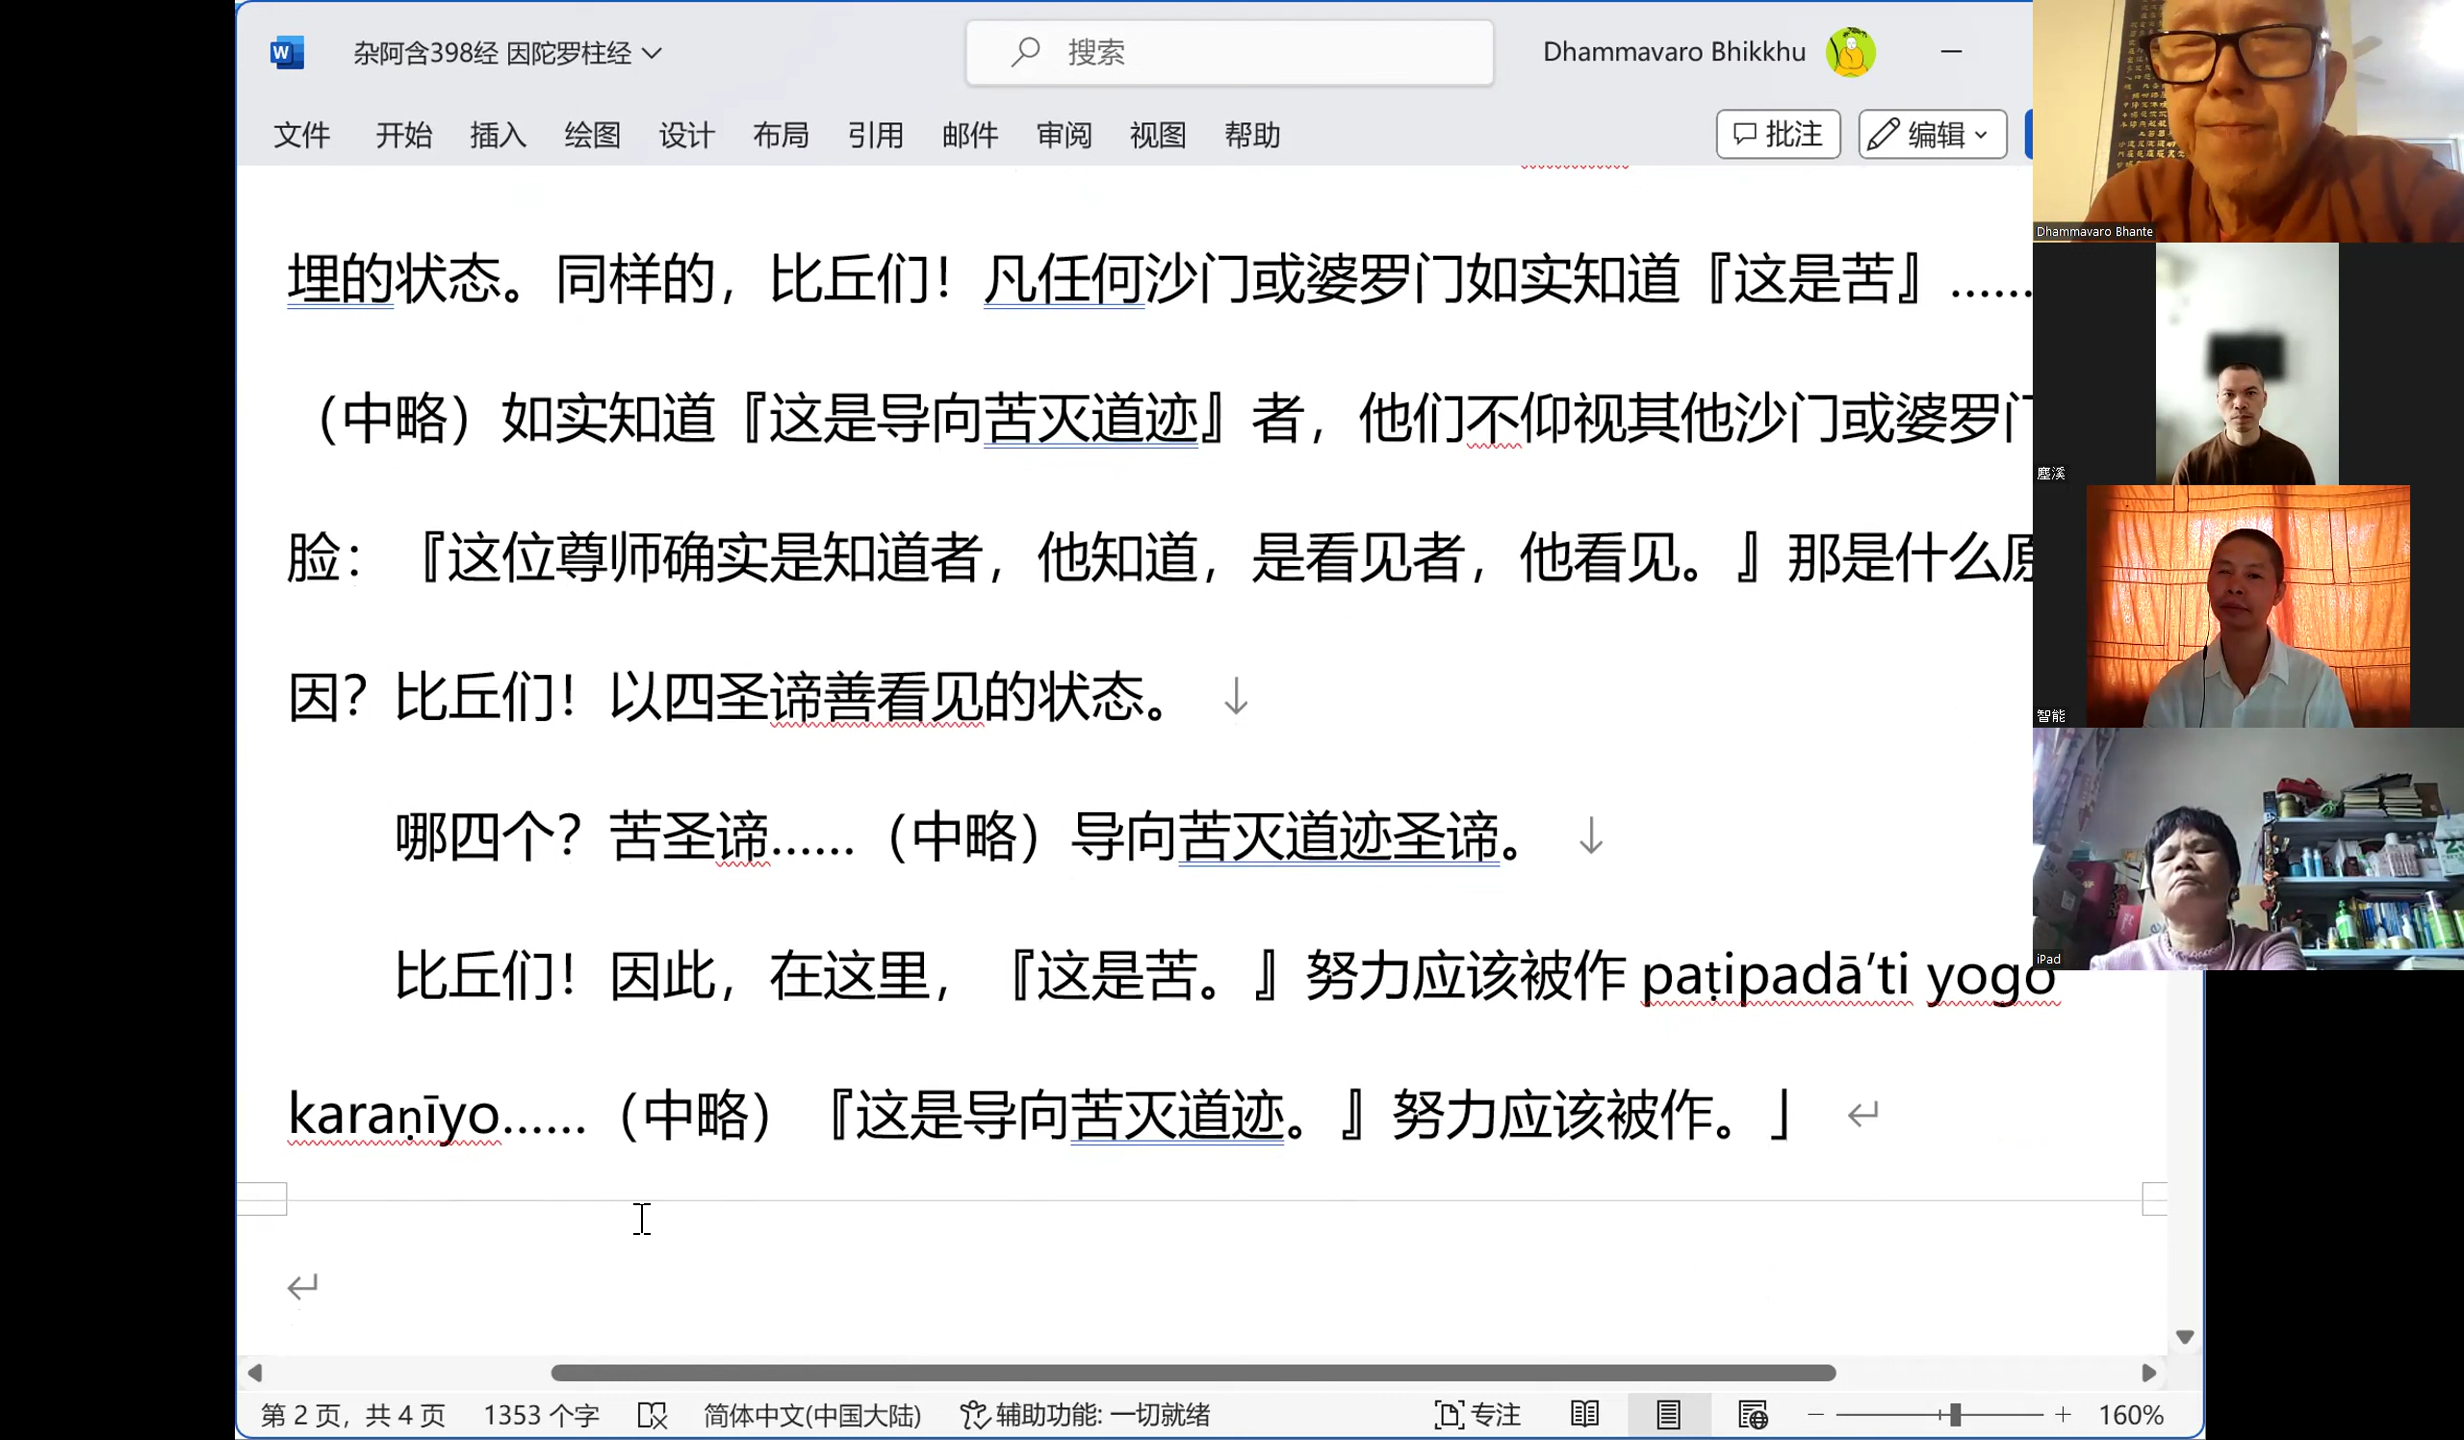 杂阿含398经 因陀罗柱经
搜索
Dhammavaro Bhikkhu
文件 开始 插入 绘图 设计 布局 引用 邮件 审阅 视图 帮助
批注 编辑
埋的状态。同样的，比丘们！凡任何沙门或婆罗门如实知道『这是苦』……
（中略）如实知道『这是导向苦灭道迹』者，他们不仰视其他沙门或婆罗门
脸：『这位尊师确实是知道者，他知道，是看见者，他看见。』那是什么原
因？比丘们！以四圣谛善看见的状态。↓
哪四个？苦圣谛……（中略）导向苦灭道迹圣谛。↓
比丘们！因此，在这里，『这是苦。』努力应该被作 paṭipadā’ti yogo
karaṇīyo……（中略）『这是导向苦灭道迹。』努力应该被作。」
第 2 页，共 4 页 1353 个字 简体中文(中国大陆) 辅助功能: 一切就绪 专注 160%
Dhammavaro Bhante
塵溪
智能
iPad